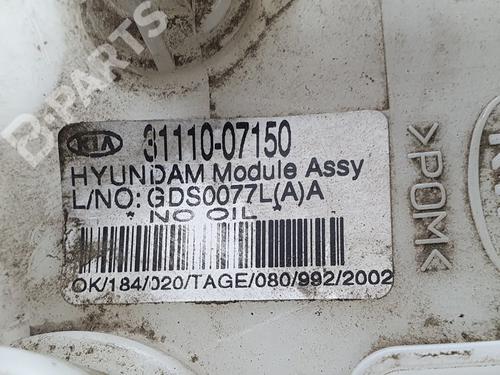 B-PARTS
KIA
31110-07150
HYUNDAM Module Assy
L/NO: GDS0077L(A)A
* NO OIL *
OK/184/020/TAGE/080/992/2002
>POM<